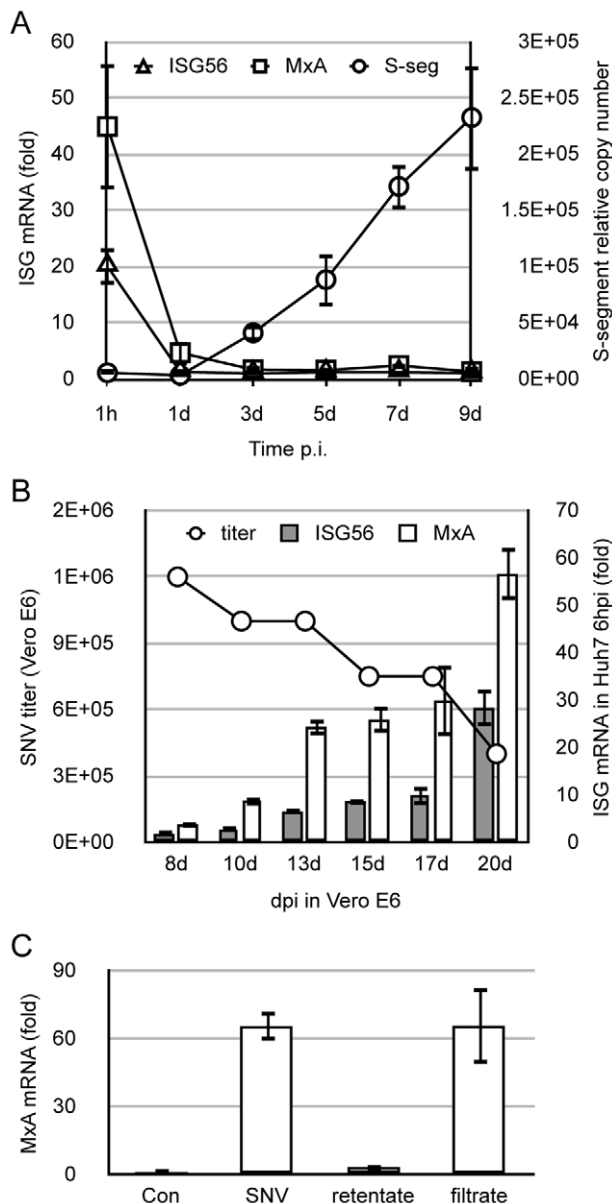 A
ISG56 MxA S-seg
ISG mRNA (fold)
60
50
40
30
20
10
0
3E+05
2.5E+05
2E+05
1.5E+05
1E+05
5E+04
0E+00
S-segment relative copy number
1h 1d 3d 5d 7d 9d
Time p.i.
B
titer ISG56 MxA
SNV titer (Vero E6)
2E+06
1E+06
9E+05
6E+05
3E+05
0E+00
70
60
50
40
30
20
10
0
ISG mRNA in Huh7 6hpi (fold)
8d 10d 13d 15d 17d 20d
dpi in Vero E6
C
MxA mRNA (fold)
90
60
30
0
Con SNV retentate filtrate